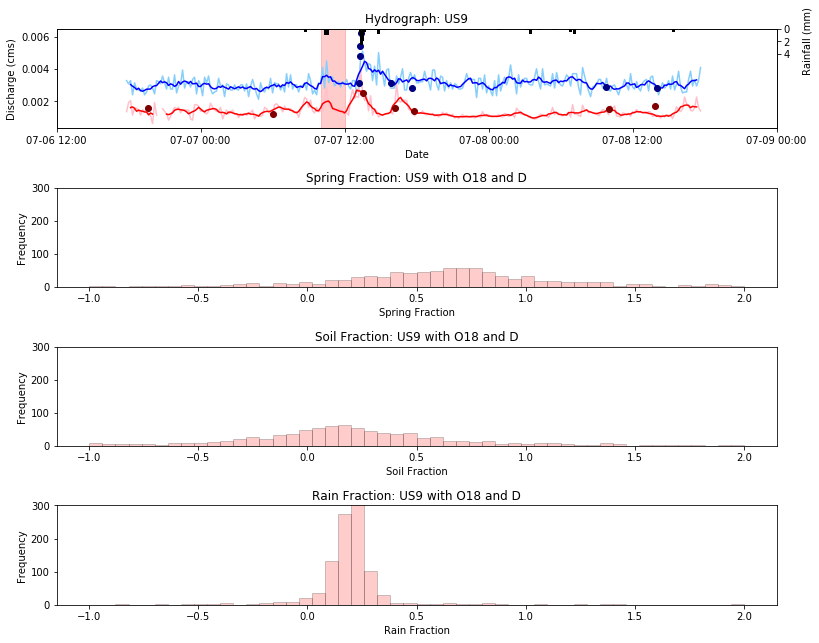 Hydrograph: US9
0.006
0.004
0.002
Discharge (cms)
0
2
4
Rainfall (mm)
07-06 12:00 07-07 00:00 07-07 12:00 07-08 00:00 07-08 12:00 07-09 00:00
Date
Spring Fraction: US9 with O18 and D
300
200
100
0
Frequency
−1.0 −0.5 0.0 0.5 1.0 1.5 2.0
Spring Fraction
Soil Fraction: US9 with O18 and D
300
200
100
0
Frequency
−1.0 −0.5 0.0 0.5 1.0 1.5 2.0
Soil Fraction
Rain Fraction: US9 with O18 and D
300
200
100
0
Frequency
−1.0 −0.5 0.0 0.5 1.0 1.5 2.0
Rain Fraction